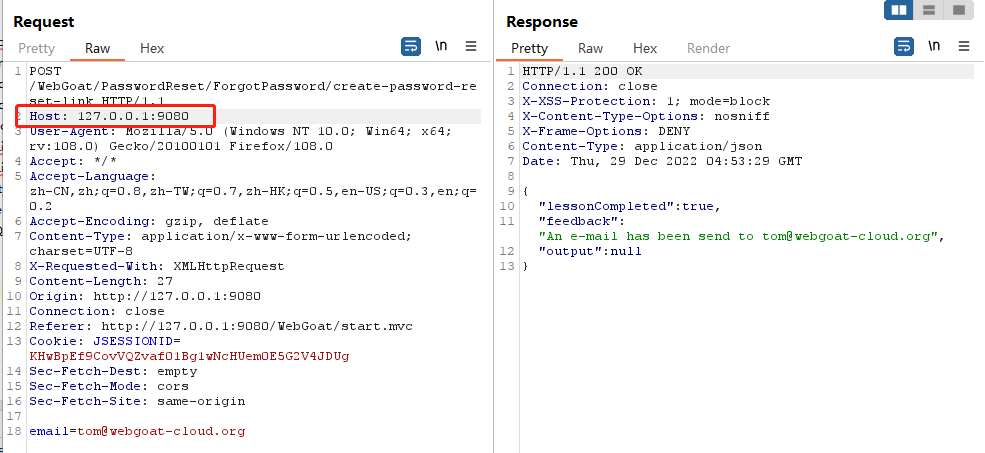 Request
Response
Pretty Raw Hex \n
Pretty Raw Hex Render \n
1 POST
/WebGoat/PasswordReset/ForgotPassword/create-password-re
set-link HTTP/1.1
2 Host: 127.0.0.1:9080
3 User-Agent: Mozilla/5.0 (Windows NT 10.0; Win64; x64;
rv:108.0) Gecko/20100101 Firefox/108.0
4 Accept: */*
5 Accept-Language:
zh-CN,zh;q=0.8,zh-TW;q=0.7,zh-HK;q=0.5,en-US;q=0.3,en;q=
0.2
6 Accept-Encoding: gzip, deflate
7 Content-Type: application/x-www-form-urlencoded;
charset=UTF-8
8 X-Requested-With: XMLHttpRequest
9 Content-Length: 27
10 Origin: http://127.0.0.1:9080
11 Connection: close
12 Referer: http://127.0.0.1:9080/WebGoat/start.mvc
13 Cookie: JSESSIONID=
KHwBpEf9CovVQZvaf01Bg1wNcHUem0E5G2V4JDUg
14 Sec-Fetch-Dest: empty
15 Sec-Fetch-Mode: cors
16 Sec-Fetch-Site: same-origin
17
18 email=tom@webgoat-cloud.org
1 HTTP/1.1 200 OK
2 Connection: close
3 X-XSS-Protection: 1; mode=block
4 X-Content-Type-Options: nosniff
5 X-Frame-Options: DENY
6 Content-Type: application/json
7 Date: Thu, 29 Dec 2022 04:53:29 GMT
8
9 {
10 "lessonCompleted":true,
11 "feedback":
"An e-mail has been send to tom@webgoat-cloud.org",
12 "output":null
13 }